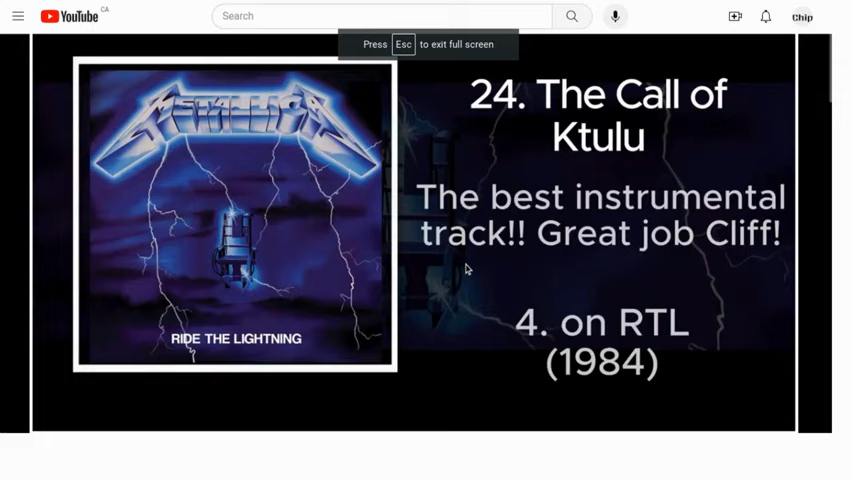 YouTube CA
Search
Chip
Press Esc to exit full screen
METALLICA
RIDE THE LIGHTNING
24. The Call of
Ktulu
The best instrumental
track!! Great job Cliff!
4. on RTL
(1984)